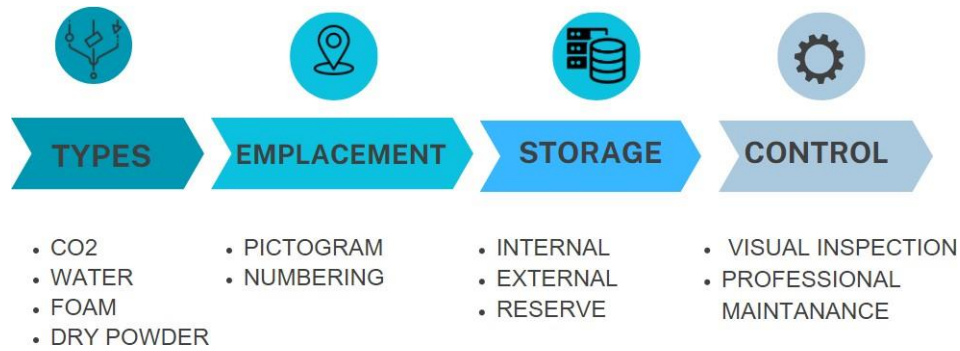 TYPES
EMPLACEMENT
STORAGE
CONTROL
• CO2
• WATER
• FOAM
• DRY POWDER
• PICTOGRAM
• NUMBERING
• INTERNAL
• EXTERNAL
• RESERVE
• VISUAL INSPECTION
• PROFESSIONAL
MAINTANANCE